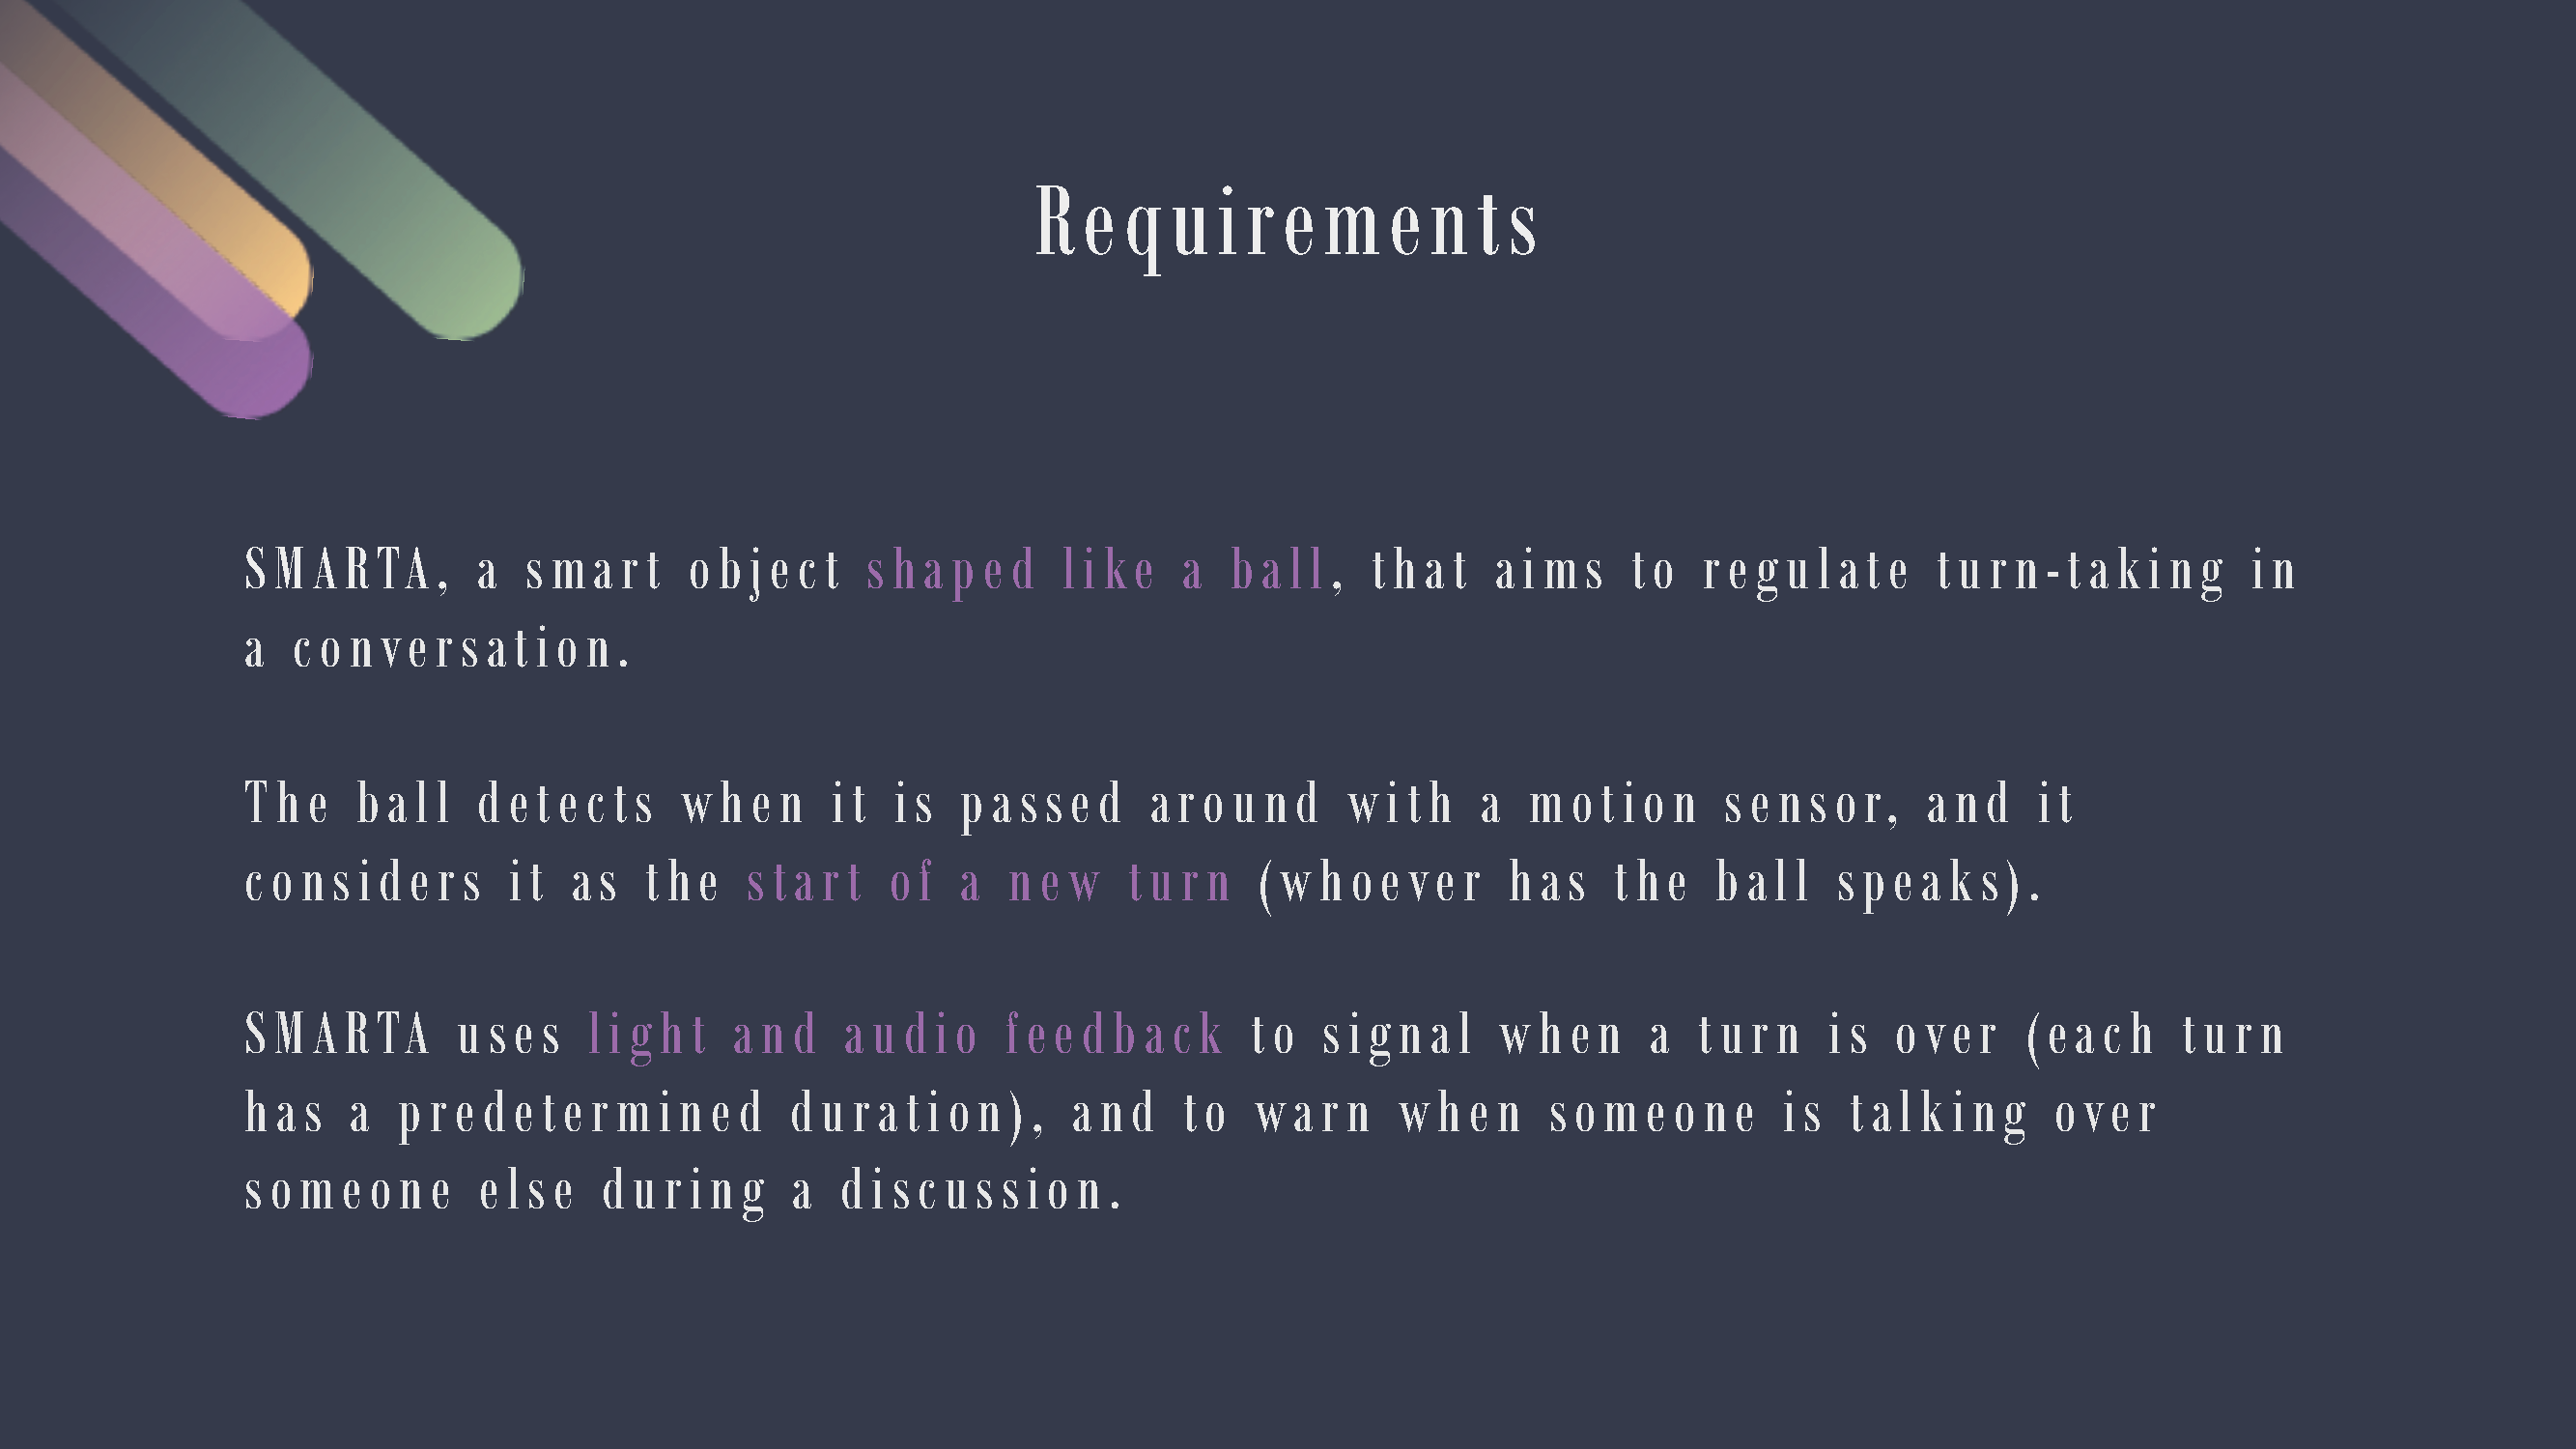 Requirements
SMARTA, a smart object shaped like a ball, that aims to regulate turn-taking in
a conversation.
The ball detects when it is passed around with a motion sensor, and it
considers it as the start of a new turn (whoever has the ball speaks).
SMARTA uses light and audio feedback to signal when a turn is over (each turn
has a predetermined duration), and to warn when someone is talking over
someone else during a discussion.